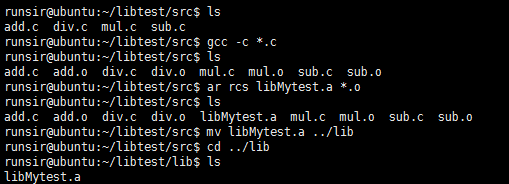 runsir@ubuntu:~/libtest/src$ ls
add.c  div.c  mul.c  sub.c
runsir@ubuntu:~/libtest/src$ gcc -c *.c
runsir@ubuntu:~/libtest/src$ ls
add.c  add.o  div.c  div.o  mul.c  mul.o  sub.c  sub.o
runsir@ubuntu:~/libtest/src$ ar rcs libMytest.a *.o
runsir@ubuntu:~/libtest/src$ ls
add.c  add.o  div.c  div.o  libMytest.a  mul.c  mul.o  sub.c  sub.o
runsir@ubuntu:~/libtest/src$ mv libMytest.a ../lib
runsir@ubuntu:~/libtest/src$ cd ../lib
runsir@ubuntu:~/libtest/lib$ ls
libMytest.a